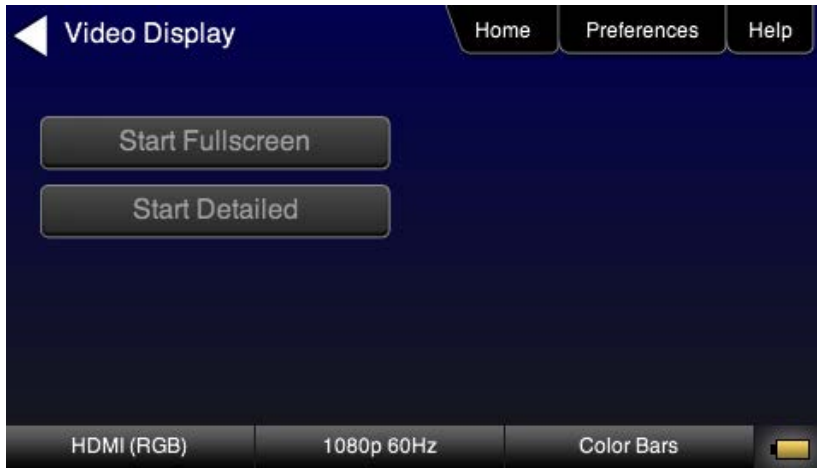 Video Display
Home
Preferences
Help
Start Fullscreen
Start Detailed
HDMI (RGB)
1080p 60Hz
Color Bars